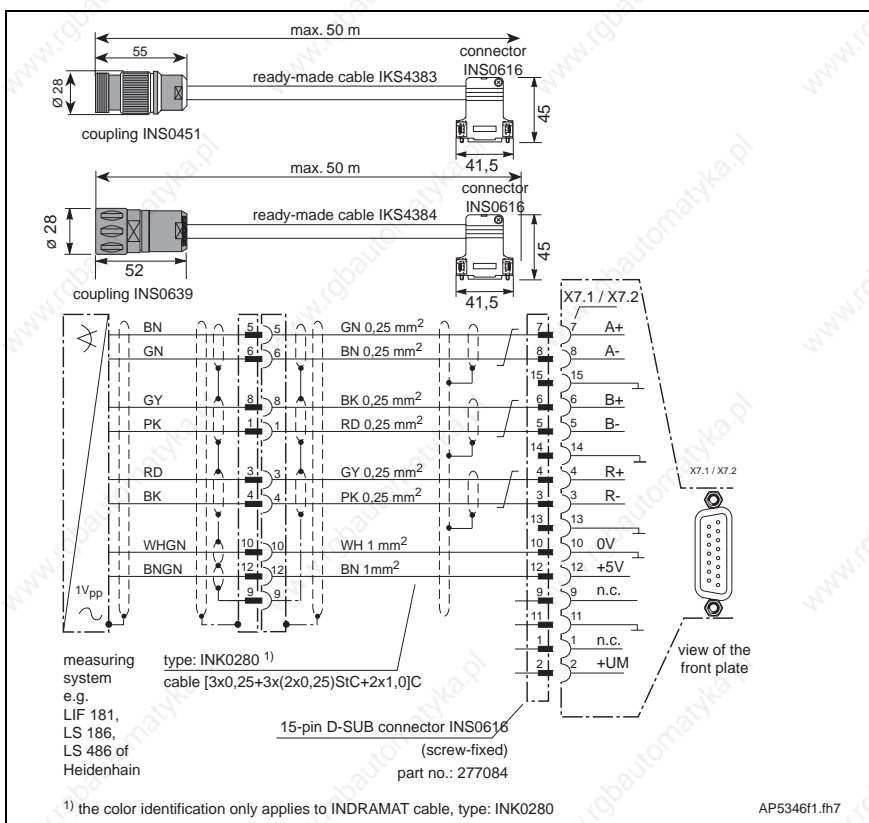 max. 50 m
55
connector
INS0616
ready-made cable IKS4383
Ø 28
45
coupling INS0451
41,5
max. 50 m
connector
INS0616
ready-made cable IKS4384
ø 28
45
52
41,5
coupling INS0639
X7.1 / X7.2
BN 5 5 GN 0,25 mm² 7 7 A+
GN 6 6 BN 0,25 mm² 8 8 A-
15 15
GY 8 8 BK 0,25 mm² 6 6 B+
PK 1 1 RD 0,25 mm² 5 5 B-
14 14
RD 3 3 GY 0,25 mm² 4 4 R+
X7.1 / X7.2
BK 4 4 PK 0,25 mm² 3 3 R-
13 13
WHGN 10 10 WH 1 mm² 10 10 0V
BNGN 12 12 BN 1mm² 12 12 +5V
1Vpp
9 9 9 9 n.c.
11 11
1 1 n.c.
2 2 +UM
view of the
front plate
measuring
system
e.g.
LIF 181,
LS 186,
LS 486 of
Heidenhain
type: INK0280 1)
cable [3x0,25+3x(2x0,25)StC+2x1,0]C
15-pin D-SUB connector INS0616
(screw-fixed)
part no.: 277084
1) the color identification only applies to INDRAMAT cable, type: INK0280
AP5346f1.fh7
www.rgbautomatyka.pl